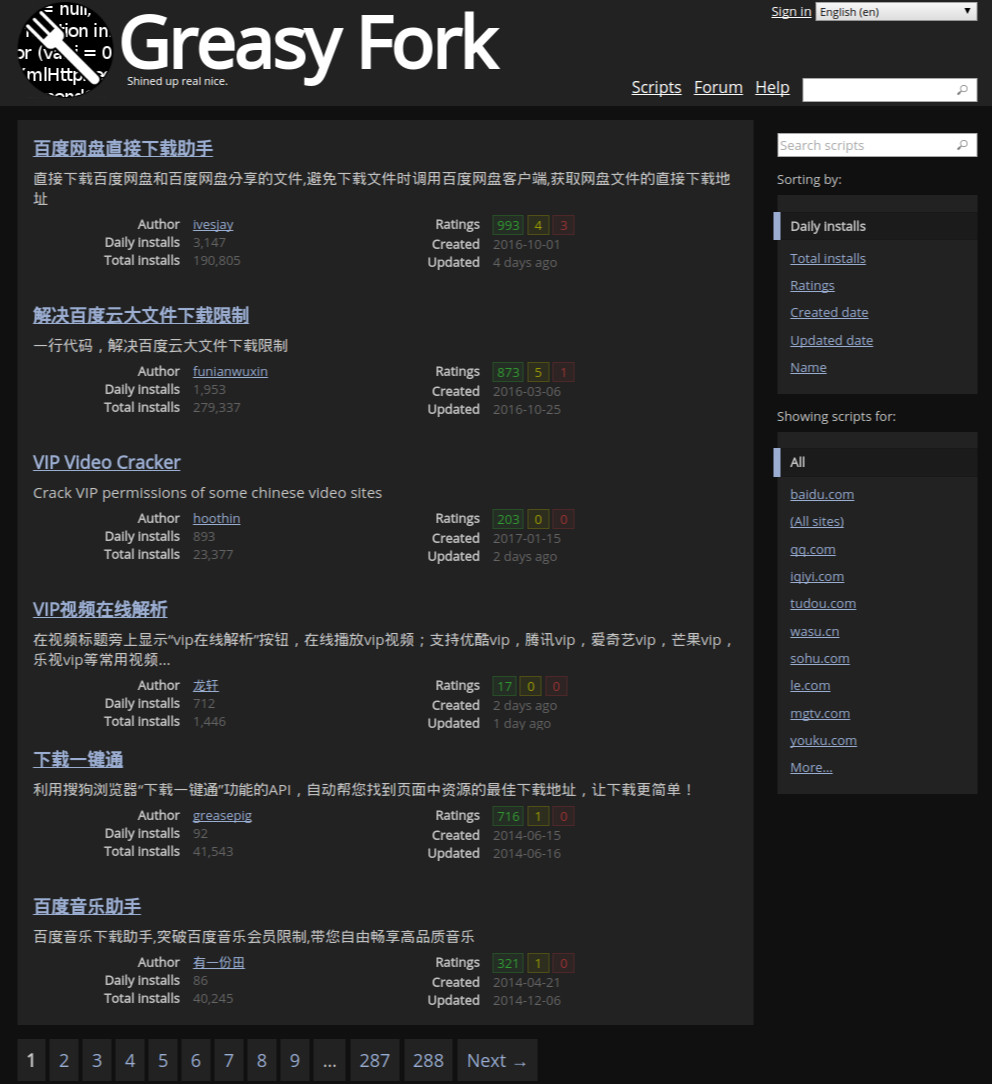 = null,
tion in
or (va i = 0
mlHttp
Greasy Fork
Shined up real nice.
Sign in
English (en)
Scripts Forum Help
百度网盘直接下载助手
直接下载百度网盘和百度网盘分享的文件,避免下载文件时调用百度网盘客户端,获取网盘文件的直接下载地
址
Author ivesjay Ratings 993 4 3
Daily installs 3,147 Created 2016-10-01
Total installs 190,805 Updated 4 days ago
解决百度云大文件下载限制
一行代码，解决百度云大文件下载限制
Author funianwuxin Ratings 873 5 1
Daily installs 1,953 Created 2016-03-06
Total installs 279,337 Updated 2016-10-25
VIP Video Cracker
Crack VIP permissions of some chinese video sites
Author hoothin Ratings 203 0 0
Daily installs 893 Created 2017-01-15
Total installs 23,377 Updated 2 days ago
VIP视频在线解析
在视频标题旁上显示“vip在线解析”按钮，在线播放vip视频；支持优酷vip，腾讯vip，爱奇艺vip，芒果vip，
乐视vip等常用视频...
Author 龙轩 Ratings 17 0 0
Daily installs 712 Created 2 days ago
Total installs 1,446 Updated 1 day ago
下载一键通
利用搜狗浏览器“下载一键通”功能的API，自动帮您找到页面中资源的最佳下载地址，让下载更简单！
Author greasepig Ratings 716 1 0
Daily installs 92 Created 2014-06-15
Total installs 41,543 Updated 2014-06-16
百度音乐助手
百度音乐下载助手,突破百度音乐会员限制,带您自由畅享高品质音乐
Author 有一份田 Ratings 321 1 0
Daily installs 86 Created 2014-04-21
Total installs 40,245 Updated 2014-12-06
1 2 3 4 5 6 7 8 9 ... 287 288 Next →
Search scripts
Sorting by:
Daily installs
Total installs
Ratings
Created date
Updated date
Name
Showing scripts for:
All
baidu.com
(All sites)
qq.com
iqiyi.com
tudou.com
wasu.cn
sohu.com
le.com
mgtv.com
youku.com
More...